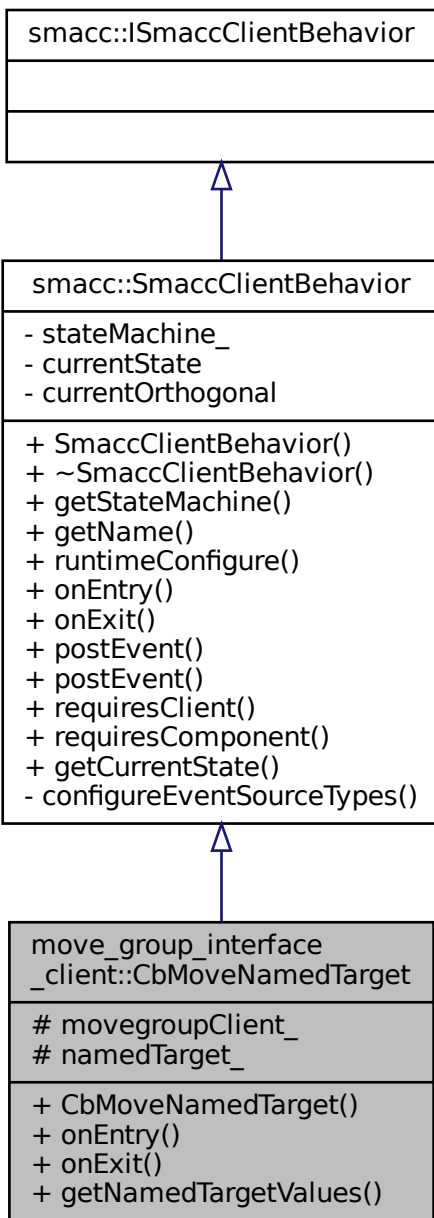 smacc::ISmaccClientBehavior
smacc::SmaccClientBehavior
- stateMachine_
- currentState
- currentOrthogonal
+ SmaccClientBehavior()
+ ~SmaccClientBehavior()
+ getStateMachine()
+ getName()
+ runtimeConfigure()
+ onEntry()
+ onExit()
+ postEvent()
+ postEvent()
+ requiresClient()
+ requiresComponent()
+ getCurrentState()
- configureEventSourceTypes()
move_group_interface
_client::CbMoveNamedTarget
# movegroupClient_
# namedTarget_
+ CbMoveNamedTarget()
+ onEntry()
+ onExit()
+ getNamedTargetValues()